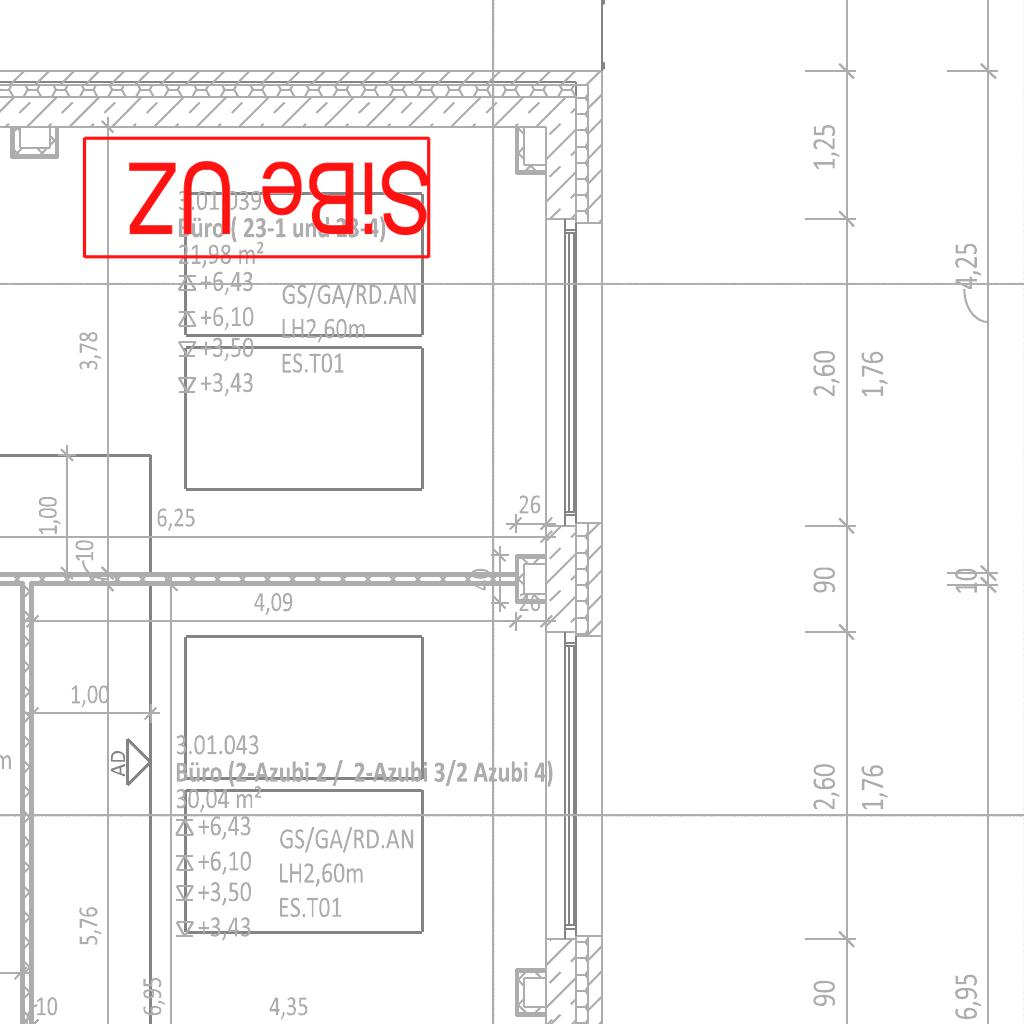 SiBe UZ
3.01.039
Büro ( 23-1 und 23-4)
21,98 m²
+6,43
+6,10
+3,50
+3,43
GS/GA/RD.AN
LH2,60m
ES.T01
3,78
1,00
10
6,25
26
40
26
4,09
1,00
AD
m
3.01.043
Büro (2-Azubi 2 / 2-Azubi 3/2 Azubi 4)
30,04 m²
+6,43
+6,10
+3,50
+3,43
GS/GA/RD.AN
LH2,60m
ES.T01
5,76
6,95
10
4,35
1,25
2,60
1,76
90
2,60
1,76
90
4,25
10
6,95